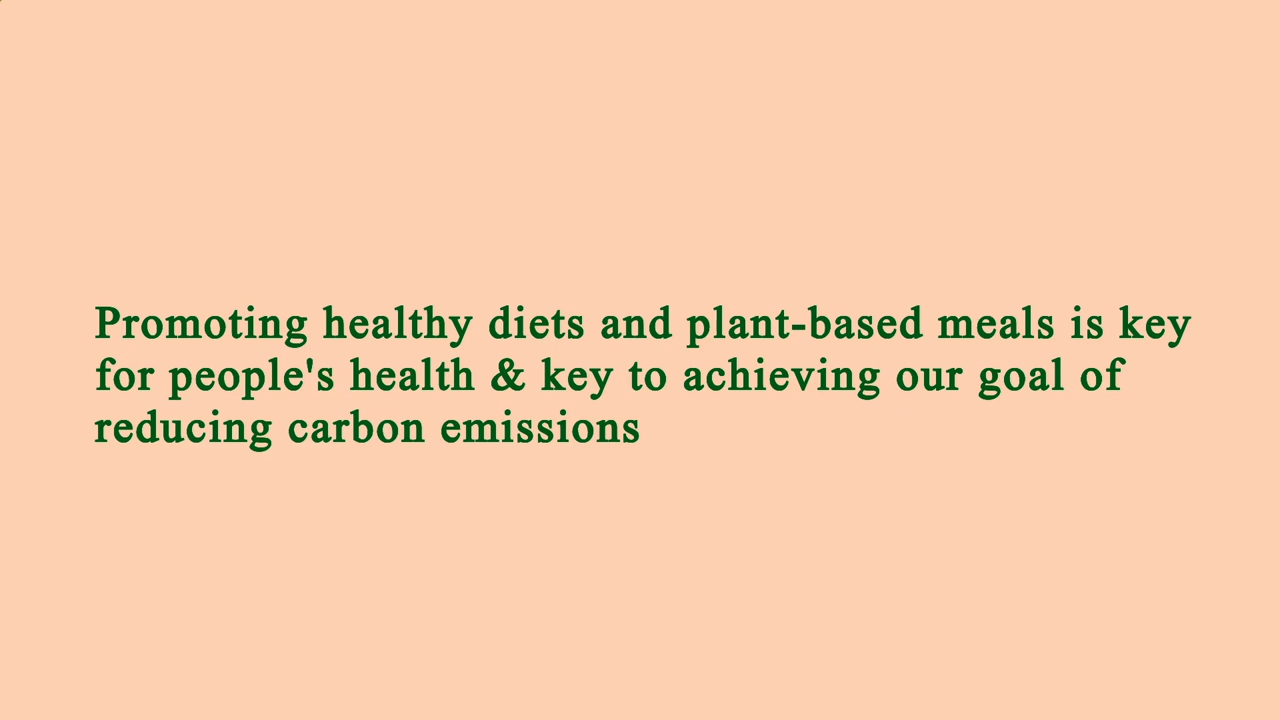 Promoting healthy diets and plant-based meals is key
for people's health & key to achieving our goal of
reducing carbon emissions